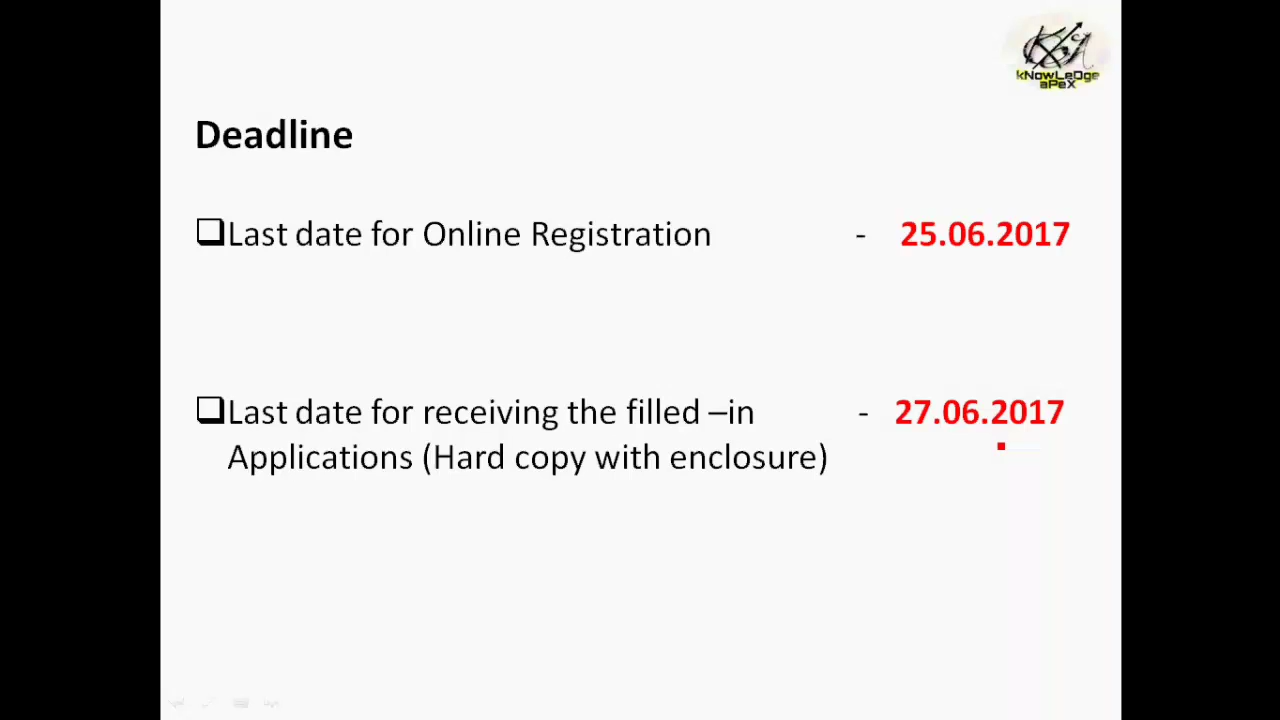 kNowLeDge
aPeX
Deadline
Last date for Online Registration - 25.06.2017
Last date for receiving the filled –in - 27.06.2017
Applications (Hard copy with enclosure)